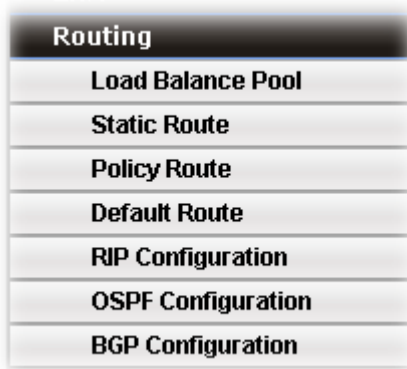 Routing
Load Balance Pool
Static Route
Policy Route
Default Route
RIP Configuration
OSPF Configuration
BGP Configuration